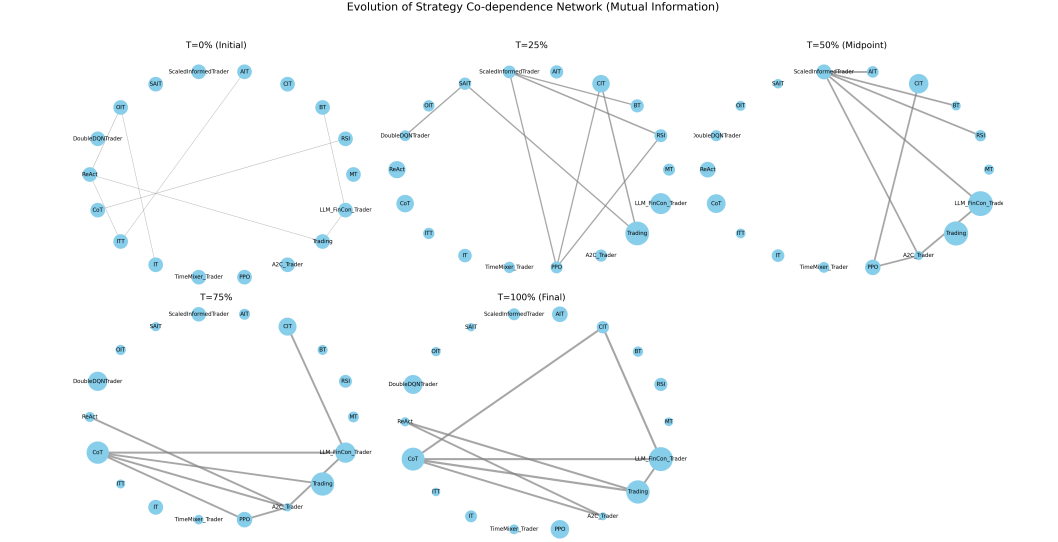 Evolution of Strategy Co-dependence Network (Mutual Information)
T=0% (Initial)
ScaledInformedTrader
AIT
SAIT
CIT
OIT
BT
DoubleDQNTrader
RSI
ReAct
MT
CoT
LLM_FinCon_Trader
ITT
Trading
IT
A2C_Trader
TimeMixer_Trader
PPO
T=25%
ScaledInformedTrader
AIT
SAIT
CIT
OIT
BT
DoubleDQNTrader
RSI
ReAct
MT
CoT
LLM_FinCon_Trader
ITT
Trading
IT
A2C_Trader
TimeMixer_Trader
PPO
T=50% (Midpoint)
ScaledInformedTrader
AIT
SAIT
CIT
OIT
BT
DoubleDQNTrader
RSI
ReAct
MT
CoT
LLM_FinCon_Trade
ITT
Trading
IT
A2C_Trader
TimeMixer_Trader
PPO
T=75%
ScaledInformedTrader
AIT
SAIT
CIT
OIT
BT
DoubleDQNTrader
RSI
ReAct
MT
CoT
LLM_FinCon_Trader
ITT
Trading
IT
A2C_Trader
TimeMixer_Trader
PPO
T=100% (Final)
ScaledInformedTrader
AIT
SAIT
CIT
OIT
BT
DoubleDQNTrader
RSI
ReAct
MT
CoT
LLM_FinCon_Trader
ITT
Trading
IT
A2C_Trader
TimeMixer_Trader
PPO